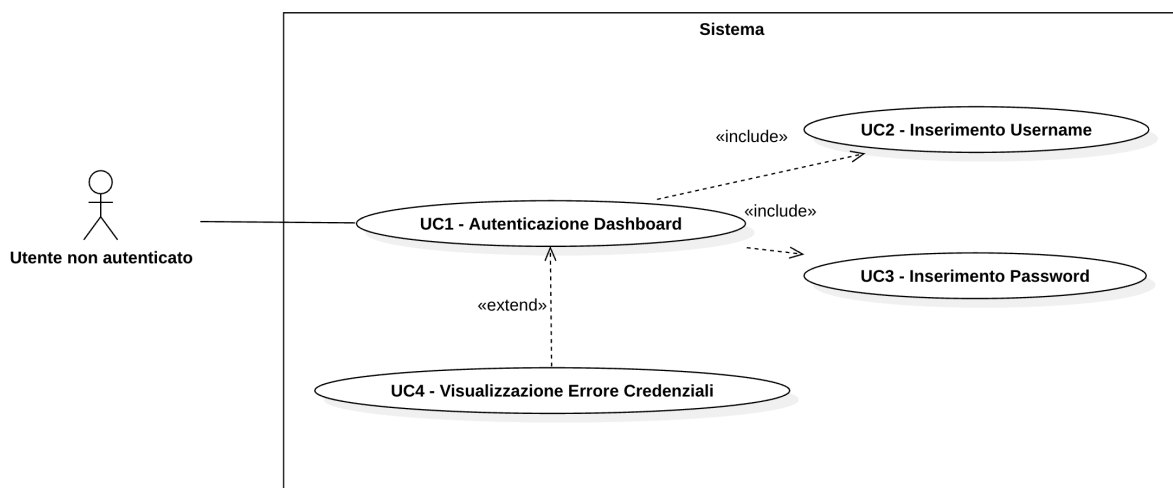 Sistema
UC2 - Inserimento Username
«include»
«include»
UC1 - Autenticazione Dashboard
Utente non autenticato
UC3 - Inserimento Password
«extend»
UC4 - Visualizzazione Errore Credenziali